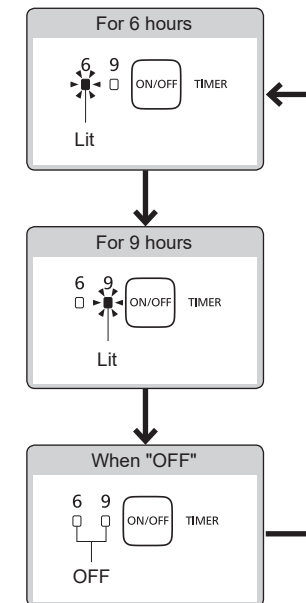 For 6 hours
6 9
ON/OFF TIMER
Lit
For 9 hours
6 9
ON/OFF TIMER
Lit
When "OFF"
6 9
ON/OFF TIMER
OFF